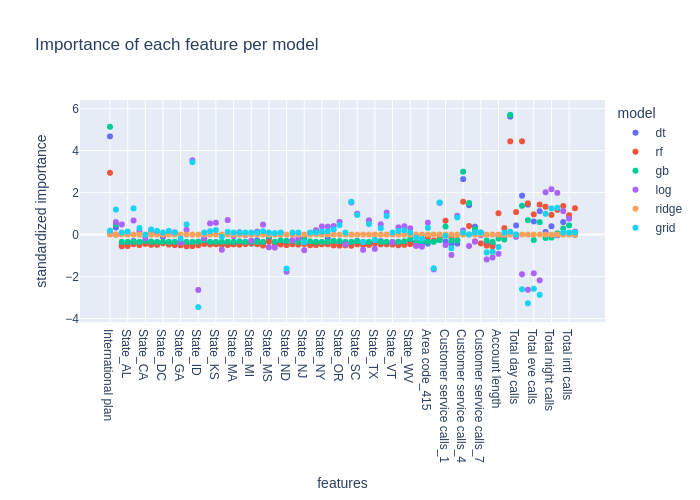 Importance of each feature per model
model
dt
rf
gb
log
ridge
grid
standardized importance
6
4
2
0
−2
−4
International plan
State_AL
State_CA
State_DC
State_GA
State_ID
State_KS
State_MA
State_MI
State_MS
State_ND
State_NJ
State_NY
State_OR
State_SC
State_TX
State_VT
State_WV
Area code_415
Customer service calls_1
Customer service calls_4
Customer service calls_7
Account length
Total day calls
Total eve calls
Total night calls
Total intl calls
features